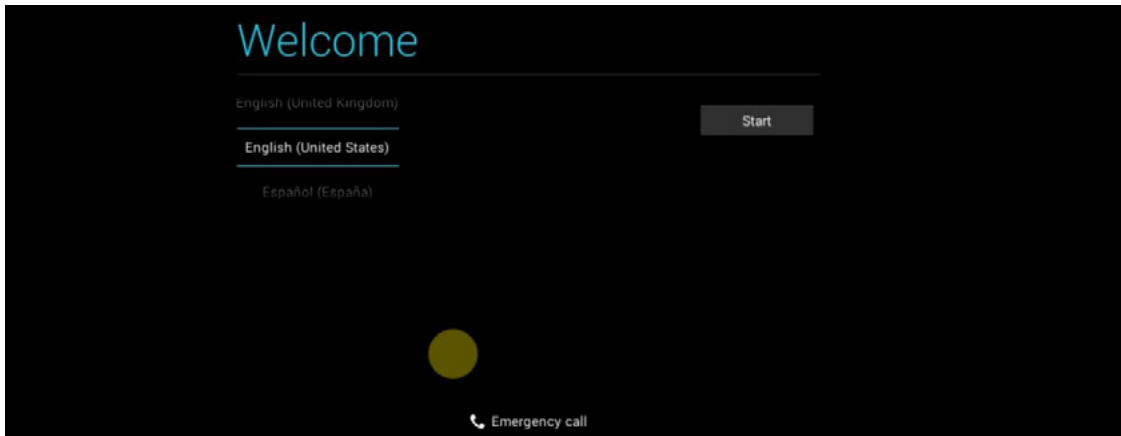 Welcome
English (United Kingdom)
English (United States)
Español (España)
Start
Emergency call